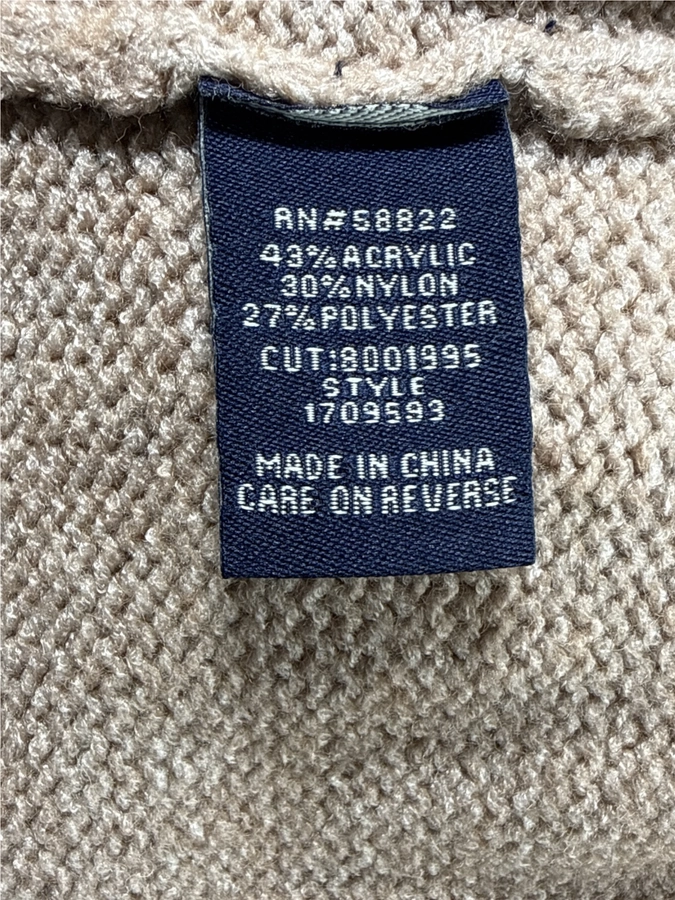 RN#58822
43%ACRYLIC
30%NYLON
27%POLYESTER
CUT:8001995
STYLE
1709593
MADE IN CHINA
CARE ON REVERSE